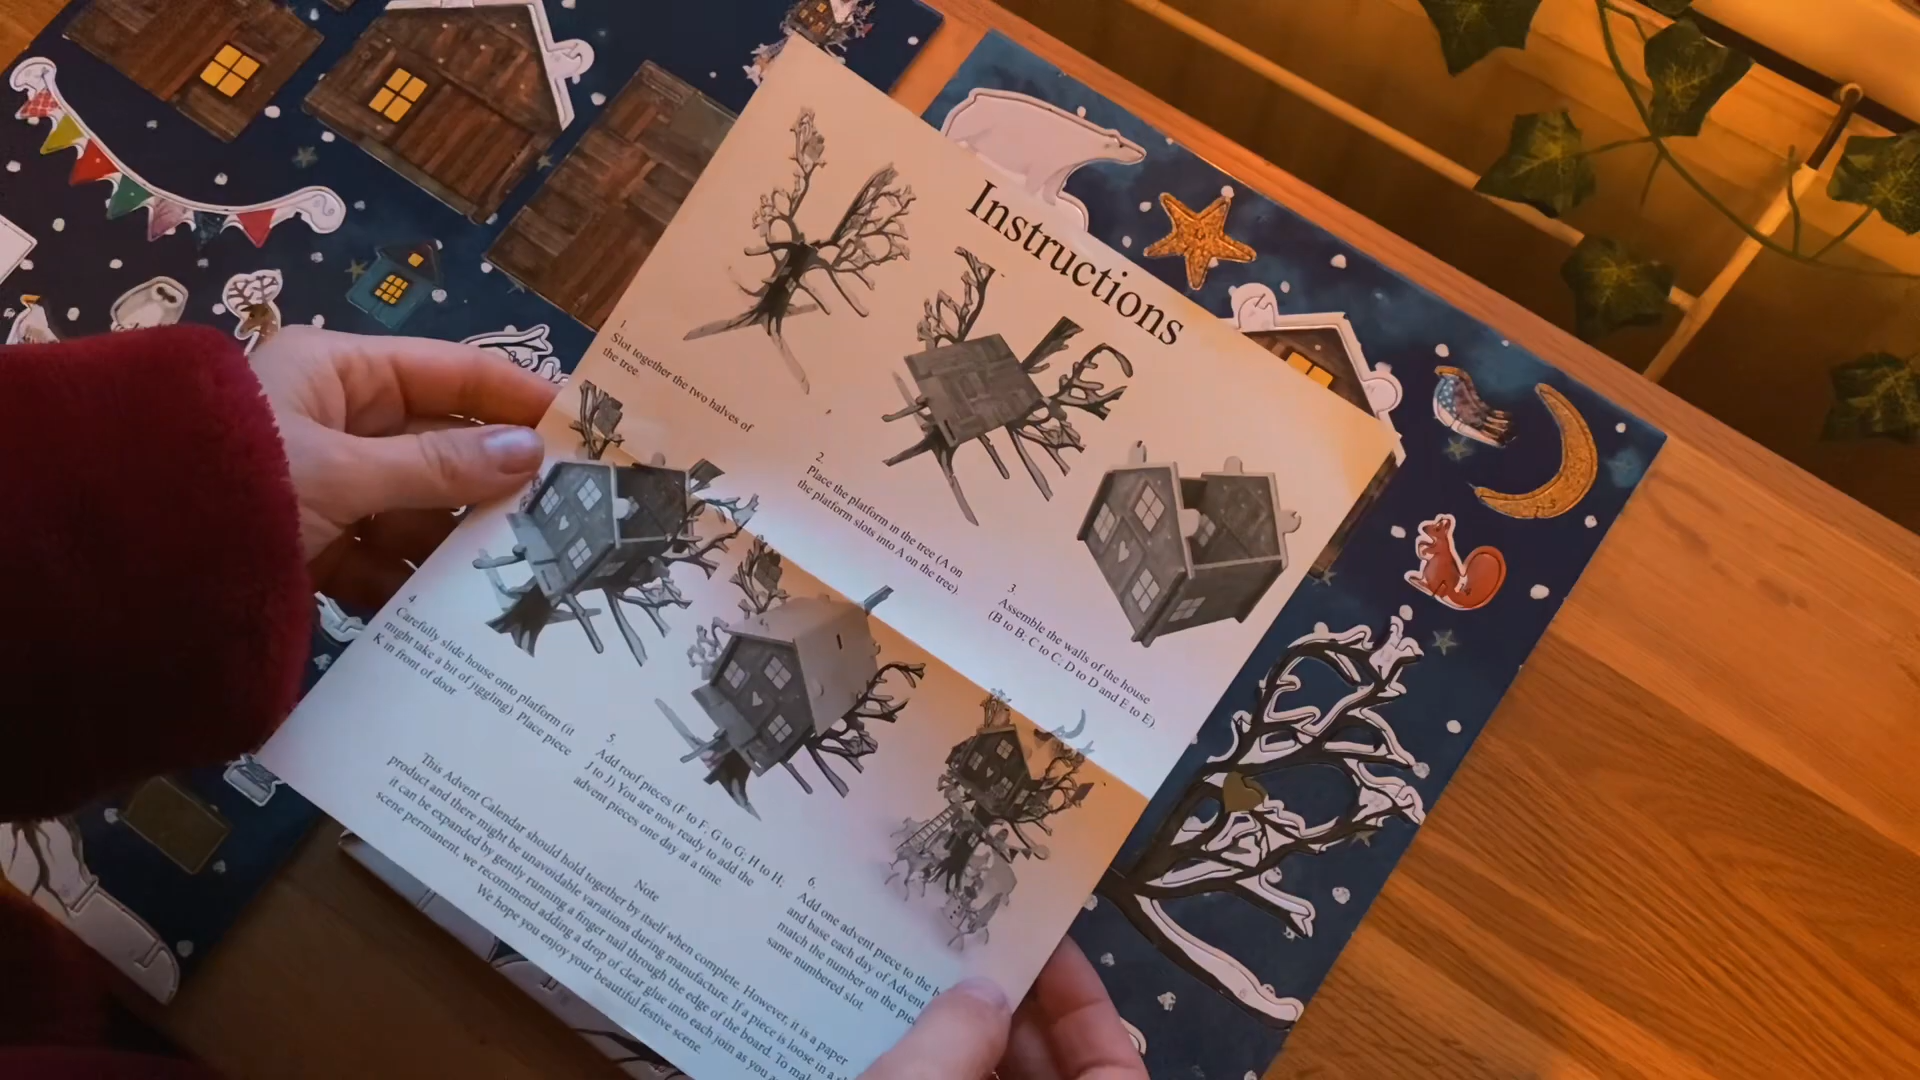 Instructions
1.
Slot together the two halves of
the tree.
2.
Place the platform in the tree (A on
the platform slots into A on the tree).
3.
Assemble the walls of the house
(B to B; C to C; D to D and E to E).
4
Carefully slide house onto platform (it
might take a bit of jiggling). Place piece
K in front of door
5.
Add roof pieces (F to F; G to G; H to H;
J to J) You are now ready to add the
advent pieces one day at a time.
6.
Add one advent piece to the
and base each day of Advent
match the number on the
same numbered slot.
Note
This Advent Calendar should hold together by itself when complete. However, it is a paper
product and there might be unavoidable variations during manufacture. If a piece is loose in a
it can be expanded by gently running a finger nail through the edge of the board. To
scene permanent, we recommend adding a drop of clear glue into each join as you
We hope you enjoy your beautiful festive scene.